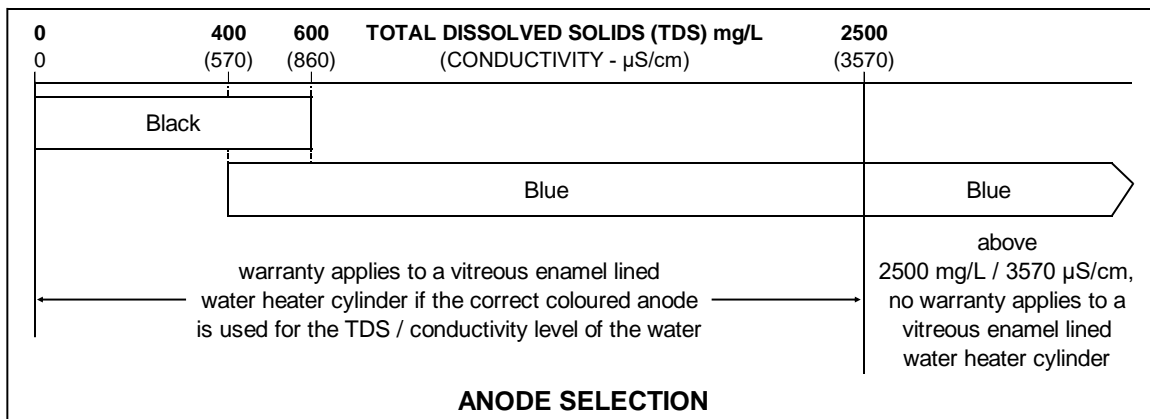 0 400 600 TOTAL DISSOLVED SOLIDS (TDS) mg/L 2500
0 (570) (860) (CONDUCTIVITY - µS/cm) (3570)
Black
Blue Blue
warranty applies to a vitreous enamel lined
water heater cylinder if the correct coloured anode
is used for the TDS / conductivity level of the water
above
2500 mg/L / 3570 µS/cm,
no warranty applies to a
vitreous enamel lined
water heater cylinder
ANODE SELECTION